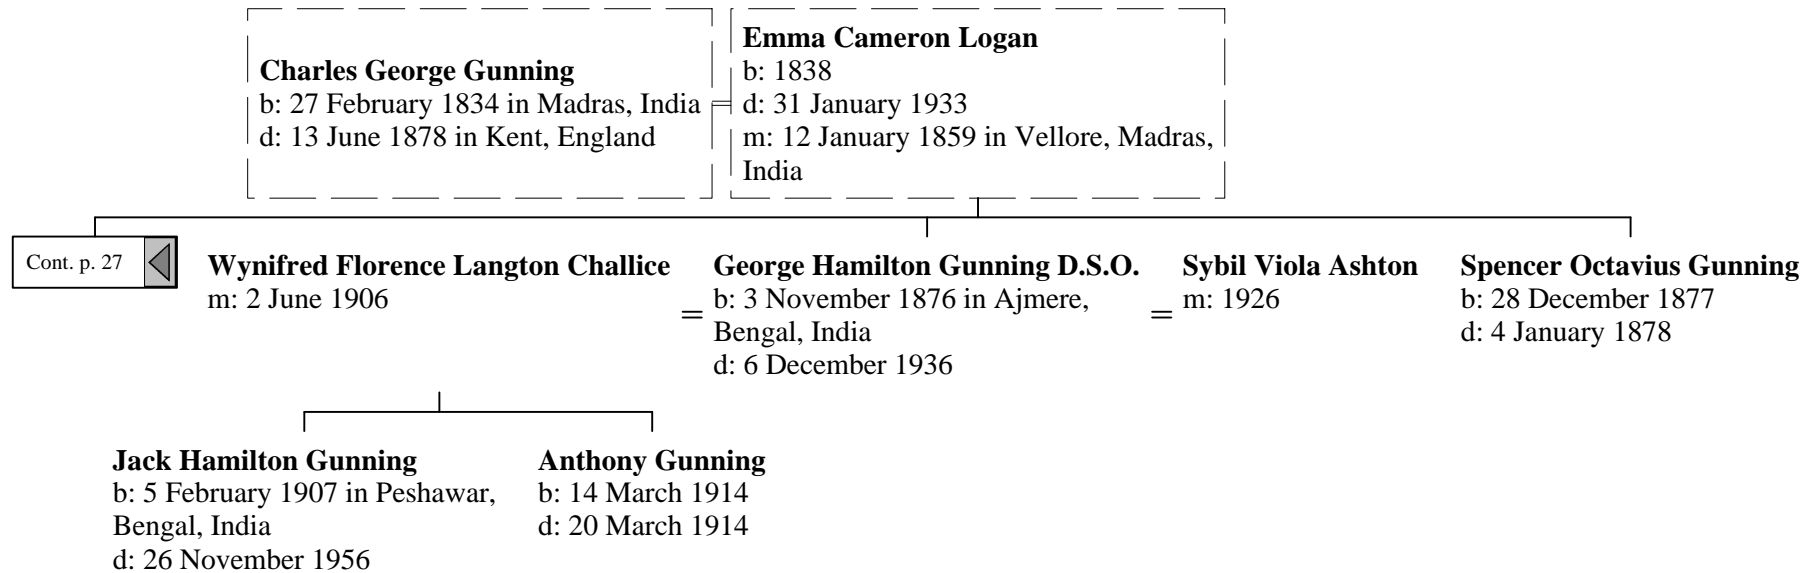 Charles George Gunning
b: 27 February 1834 in Madras, India
d: 13 June 1878 in Kent, England
=
Emma Cameron Logan
b: 1838
d: 31 January 1933
m: 12 January 1859 in Vellore, Madras,
India
Cont. p. 27
Wynifred Florence Langton Challice
m: 2 June 1906
=
George Hamilton Gunning D.S.O.
b: 3 November 1876 in Ajmere,
Bengal, India
d: 6 December 1936
=
Sybil Viola Ashton
m: 1926
Spencer Octavius Gunning
b: 28 December 1877
d: 4 January 1878
Jack Hamilton Gunning
b: 5 February 1907 in Peshawar,
Bengal, India
d: 26 November 1956
Anthony Gunning
b: 14 March 1914
d: 20 March 1914